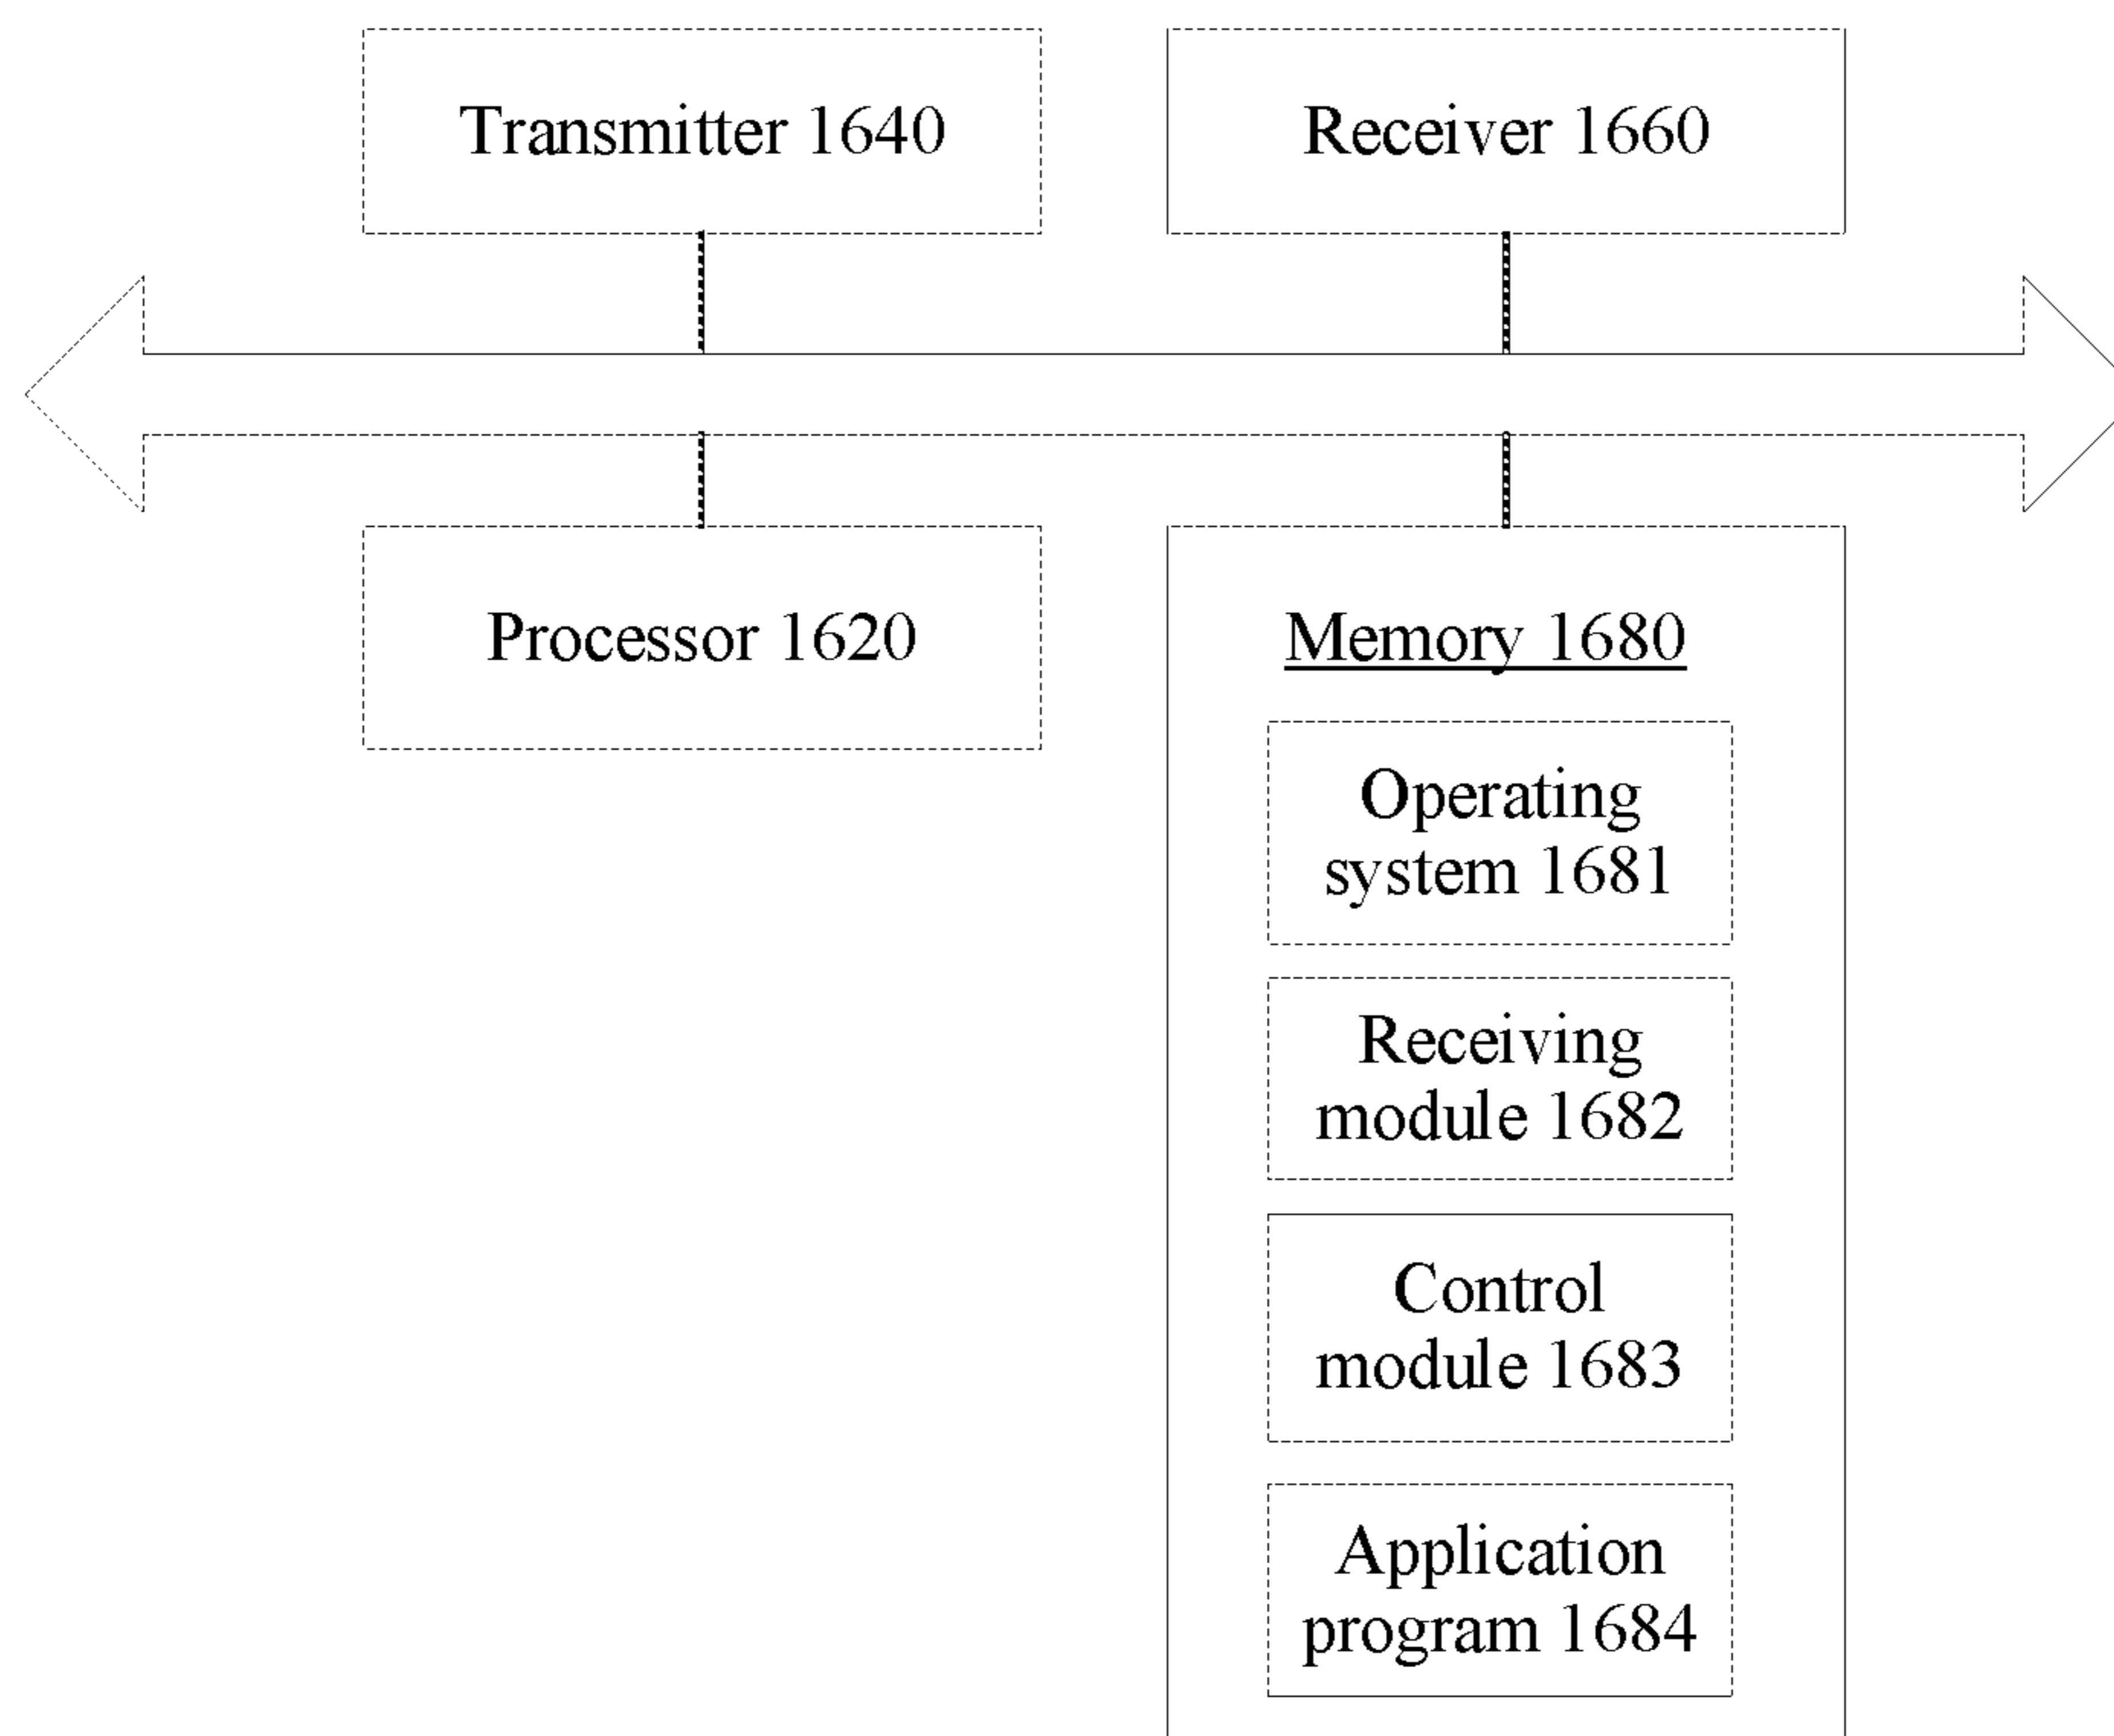 Transmitter 1640
Receiver 1660
Processor 1620
Memory 1680
Operating
system 1681
Receiving
module 1682
Control
module 1683
Application
program 1684